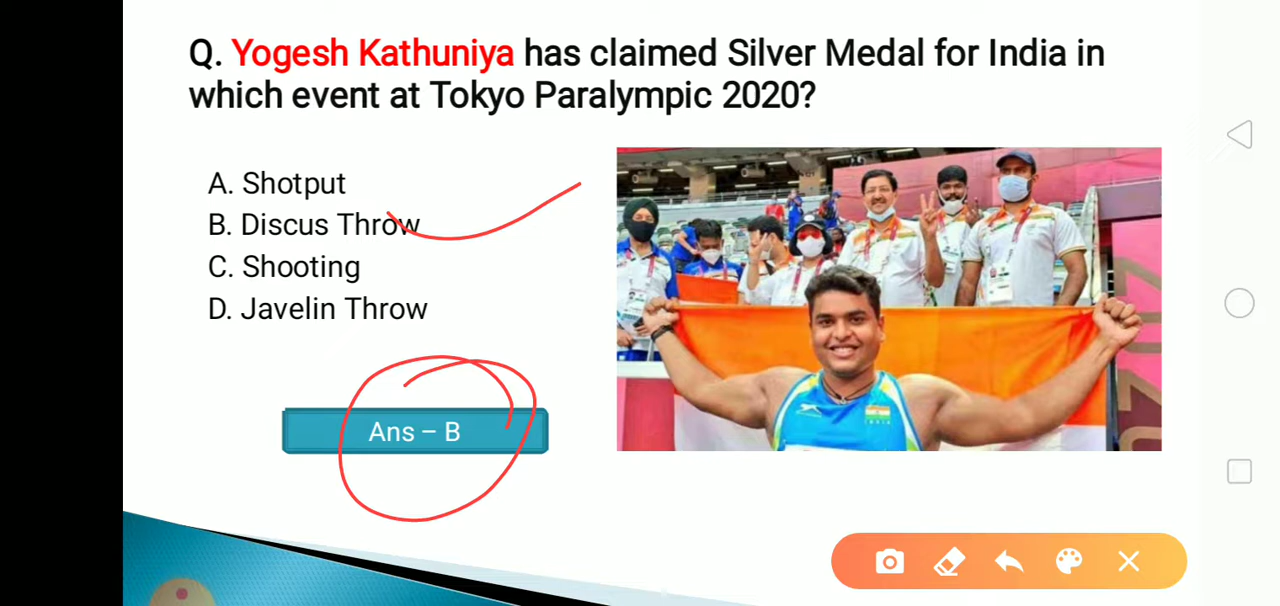 Q. Yogesh Kathuniya has claimed Silver Medal for India in
which event at Tokyo Paralympic 2020?
A. Shotput
B. Discus Throw
C. Shooting
D. Javelin Throw
Ans – B
INDIA